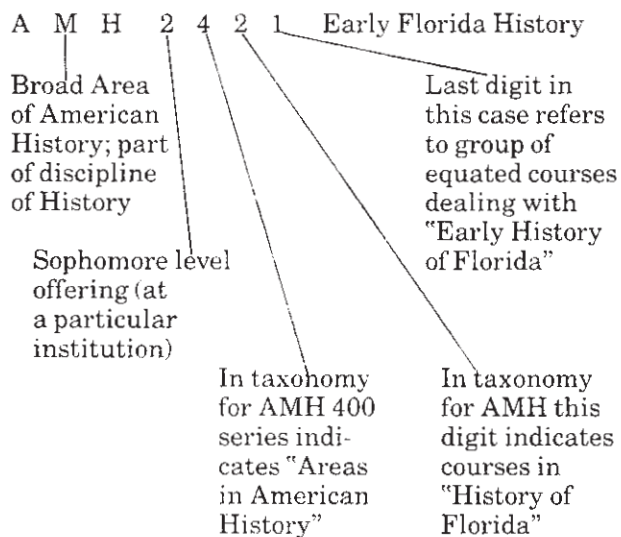 A M H 2 4 2 1 Early Florida History
Broad Area
of American
History; part
of discipline
of History
Last digit in
this case refers
to group of
equated courses
dealing with
"Early History
of Florida"
Sophomore level
offering (at
a particular
institution)
In taxonomy
for AMH 400
series indi-
cates "Areas
in American
History"
In taxonomy
for AMH this
digit indicates
courses in
"History of
Florida"